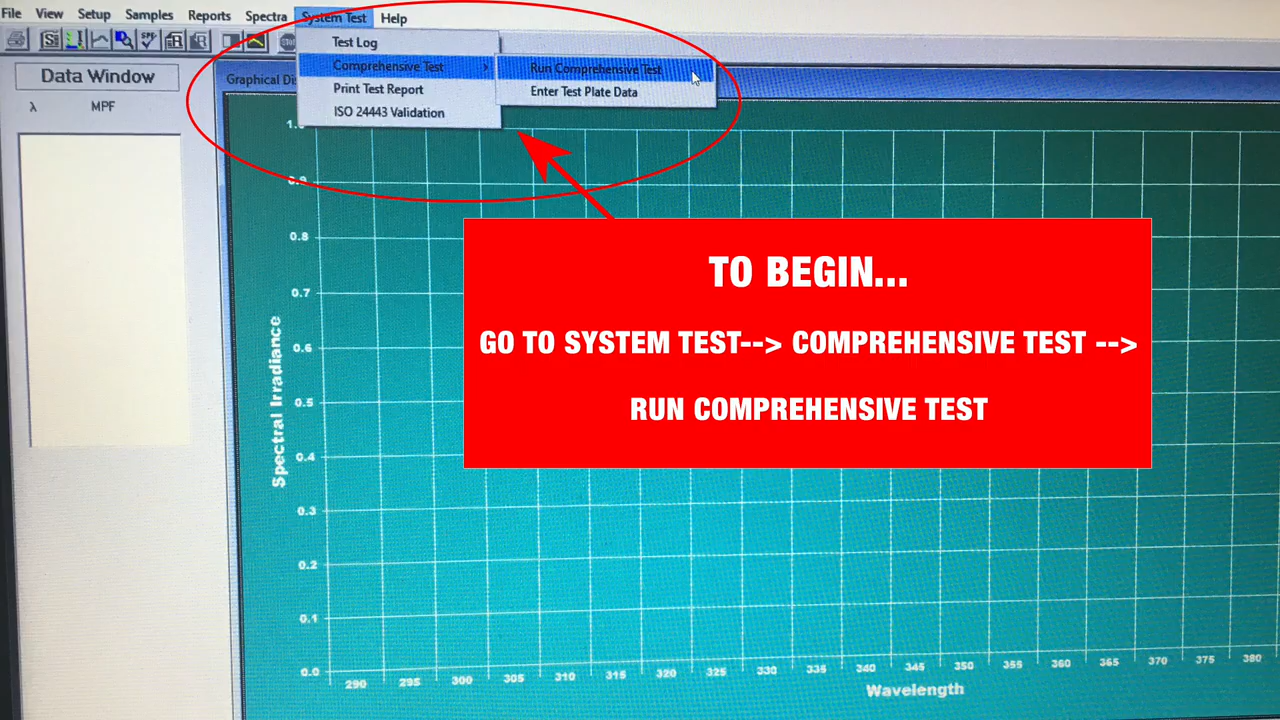 File View Setup Samples Reports Spectra System Test Help
Test Log
Comprehensive Test
Run Comprehensive Test
Print Test Report
Enter Test Plate Data
ISO 24443 Validation
Data Window
λ MPF
Graphical Di
1.
0.9
0.8
0.7
0.6
0.5
0.4
0.3
0.2
0.1
0.0
Spectral Irradiance
290 295 300 305 310 315 320 325 330 335 340 345 350 355 360 365 370 375 380
Wavelength
TO BEGIN...
GO TO SYSTEM TEST--> COMPREHENSIVE TEST -->
RUN COMPREHENSIVE TEST